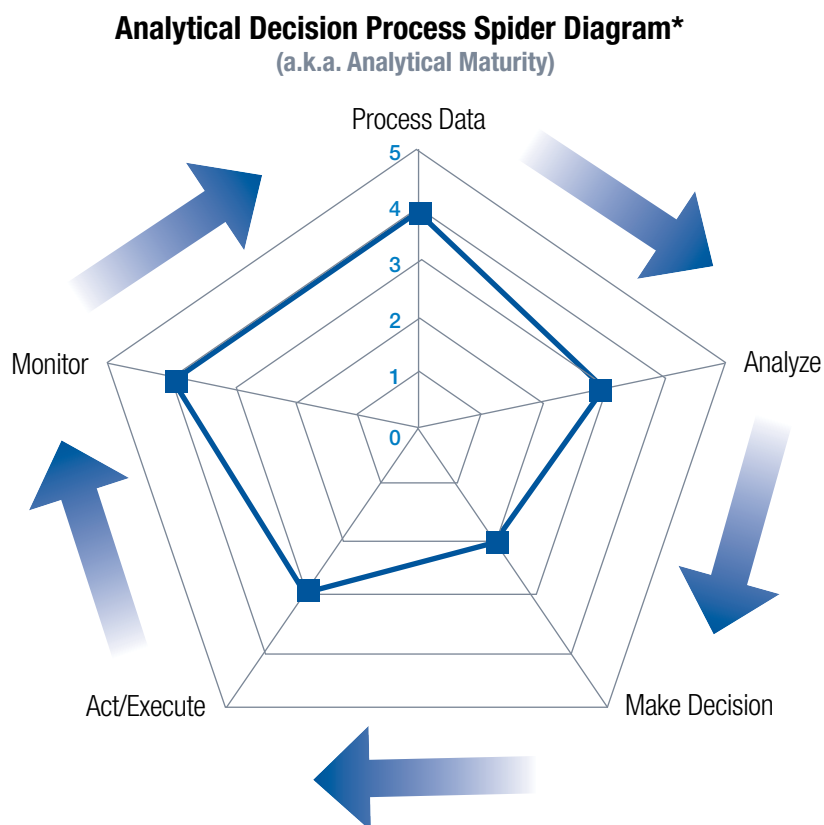 Analytical Decision Process Spider Diagram*
(a.k.a. Analytical Maturity)
Process Data
5
4
3
2
1
0
Monitor
Analyze
Act/Execute
Make Decision